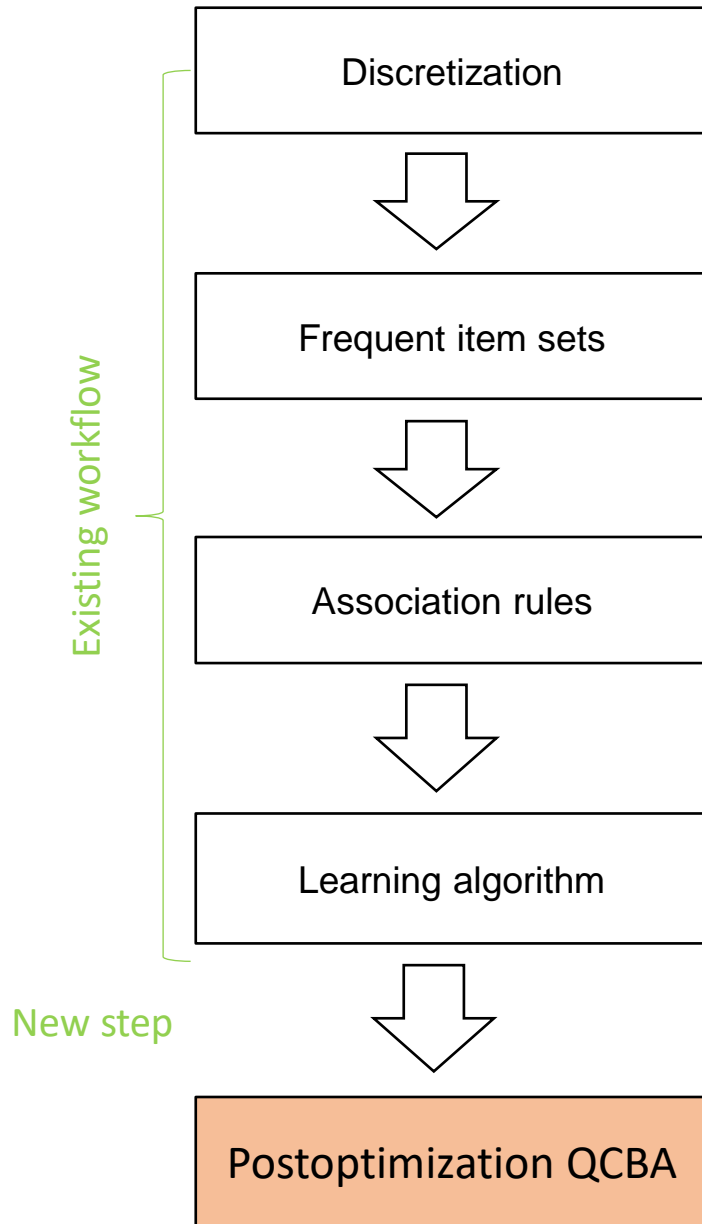 Discretization
Frequent item sets
Existing workflow
Association rules
Learning algorithm
New step
Postoptimization QCBA